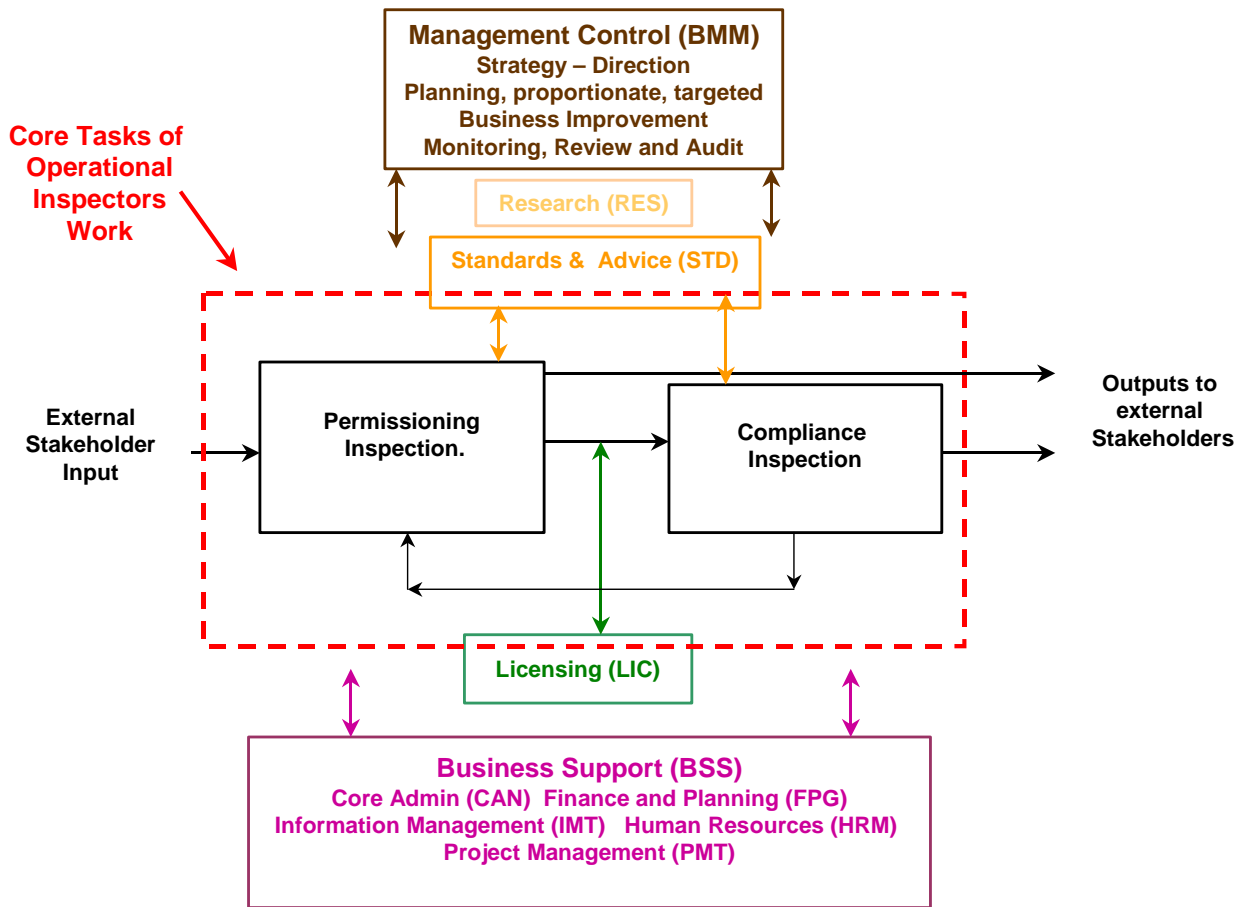 Management Control (BMM)
Strategy – Direction
Planning, proportionate, targeted
Business Improvement
Monitoring, Review and Audit
Core Tasks of
Operational
Inspectors
Work
Research (RES)
Standards &  Advice (STD)
External
Stakeholder
Input
Permissioning
Inspection.
Compliance
Inspection
Outputs to
external
Stakeholders
Licensing (LIC)
Business Support (BSS)
Core Admin (CAN)  Finance and Planning (FPG)
Information Management (IMT)   Human Resources (HRM)
Project Management (PMT)